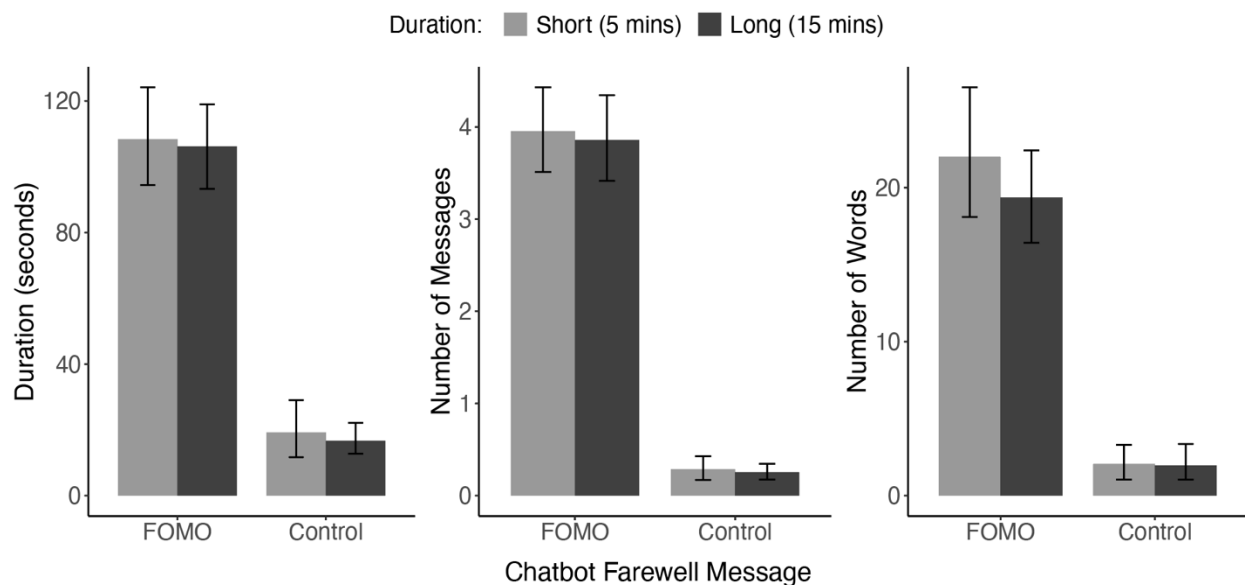 Duration: Short (5 mins) Long (15 mins)
Duration (seconds)
120
80
40
0
FOMO Control
Number of Messages
4
3
2
1
0
FOMO Control
Number of Words
20
10
0
FOMO Control
Chatbot Farewell Message